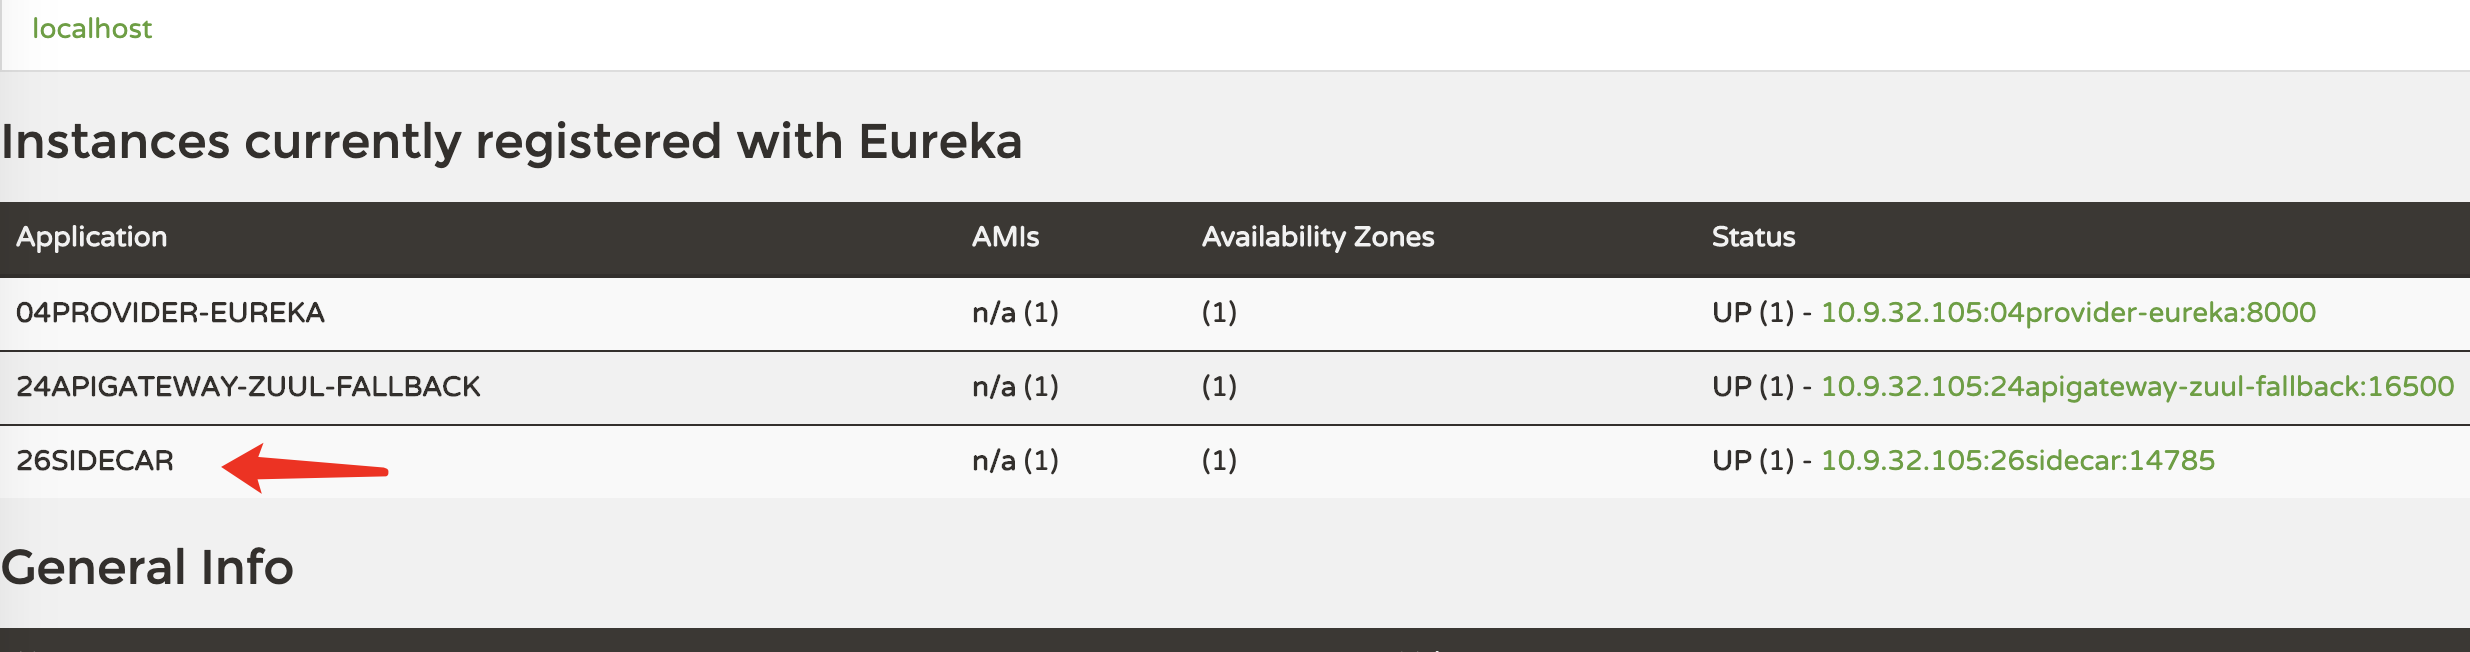 localhost
Instances currently registered with Eureka
Application AMIs Availability Zones Status
04PROVIDER-EUREKA n/a (1) (1) UP (1) - 10.9.32.105:04provider-eureka:8000
24APIGATEWAY-ZUUL-FALLBACK n/a (1) (1) UP (1) - 10.9.32.105:24apigateway-zuul-fallback:16500
26SIDECAR n/a (1) (1) UP (1) - 10.9.32.105:26sidecar:14785
General Info